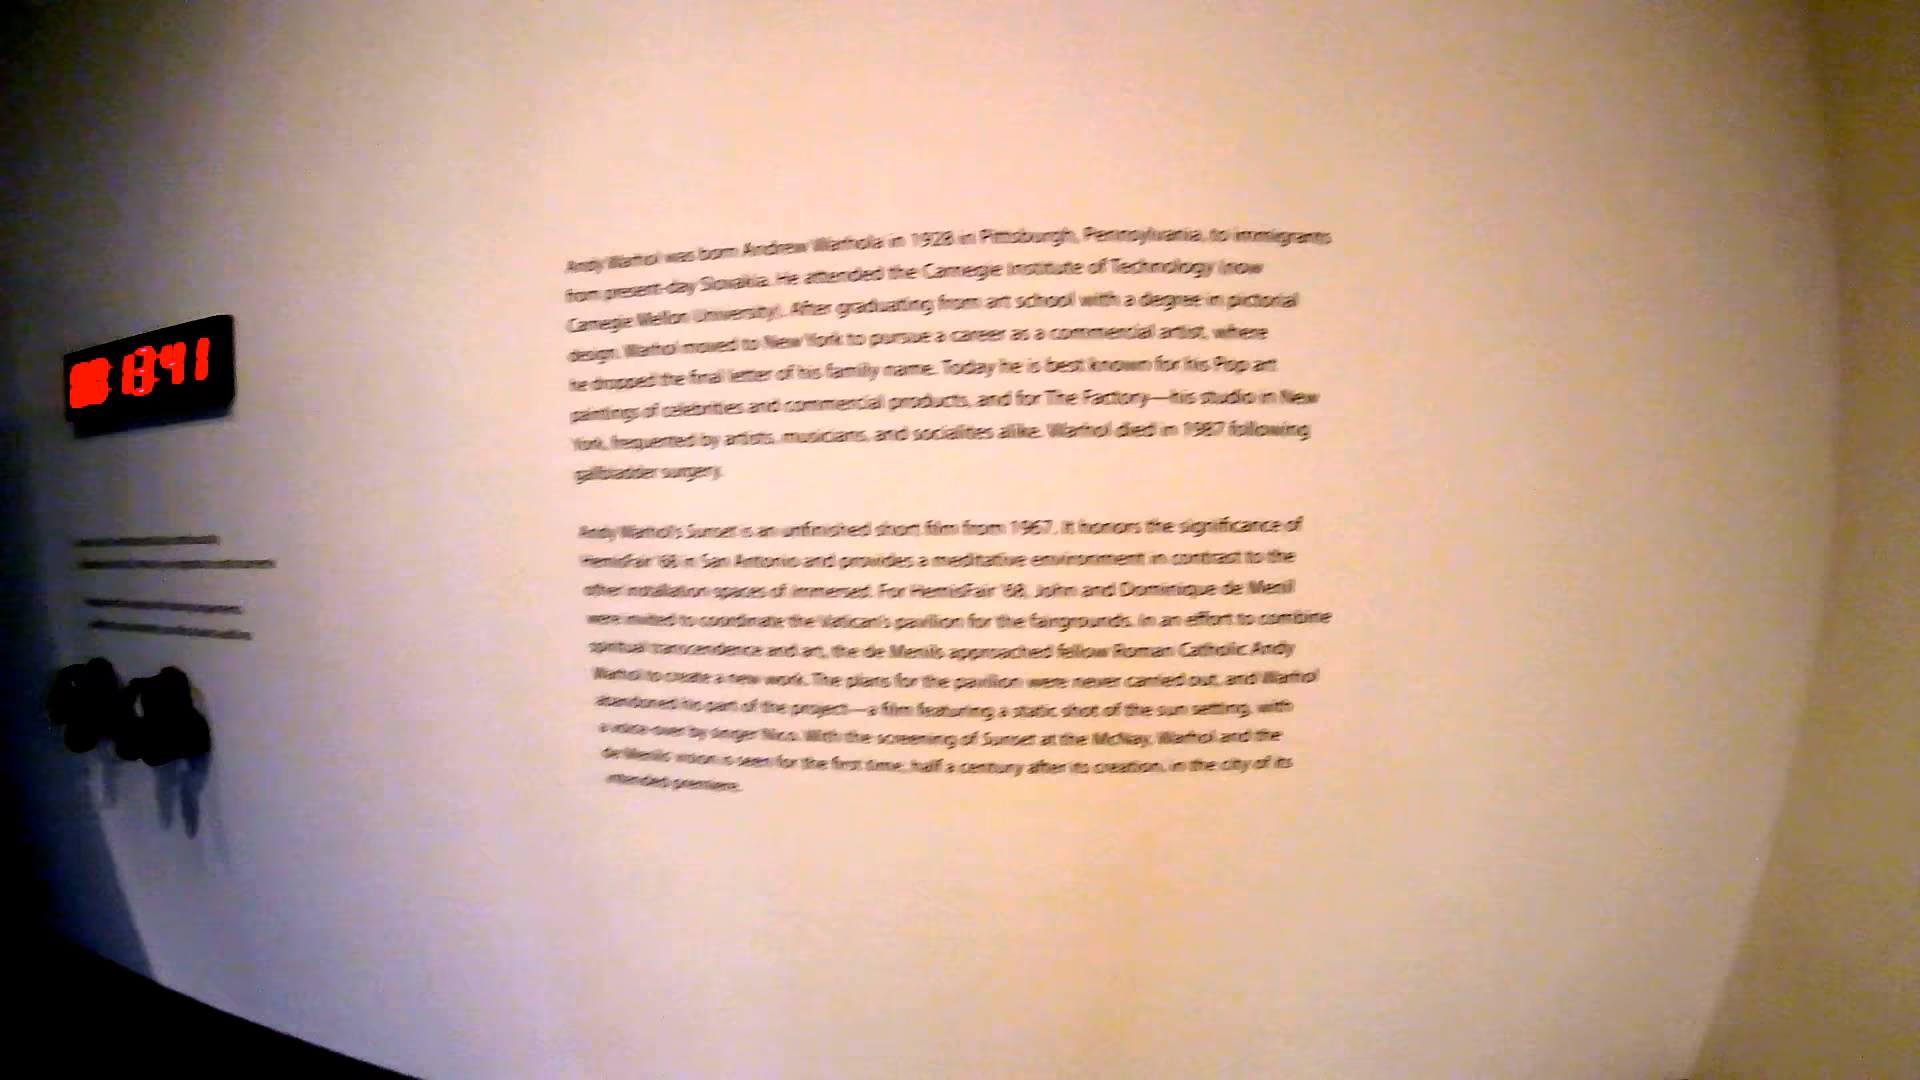 Andy Warhol was born Andrew Warhola in 1928 in Pittsburgh, Pennsylvania, to immigrants
from present-day Slovakia. He attended the Carnegie Institute of Technology (now
Carnegie Mellon University). After graduating from art school with a degree in pictorial
design, Warhol moved to New York to pursue a career as a commercial artist, where
he dropped the final letter of his family name. Today he is best known for his Pop art
paintings of celebrities and commercial products, and for The Factory—his studio in New
York, frequented by artists, musicians, and socialites alike. Warhol died in 1987 following
gallbladder surgery.
Andy Warhol's Sunset is an unfinished short film from 1967. It honors the significance of
HemisFair '68 in San Antonio and provides a meditative environment in contrast to the
other installation spaces of Immersed. For HemisFair '68, John and Dominique de Menil
were invited to coordinate the Vatican's pavilion for the fairgrounds. In an effort to combine
spiritual transcendence and art, the de Menils approached fellow Roman Catholic Andy
Warhol to create a new work. The plans for the pavilion were never carried out, and Warhol
abandoned his part of the project—a film featuring a static shot of the sun setting, with
a voice-over by singer Nico. With the screening of Sunset at the McNay, Warhol and the
de Menils' vision is seen for the first time, half a century after its creation, in the city of its
intended premiere.